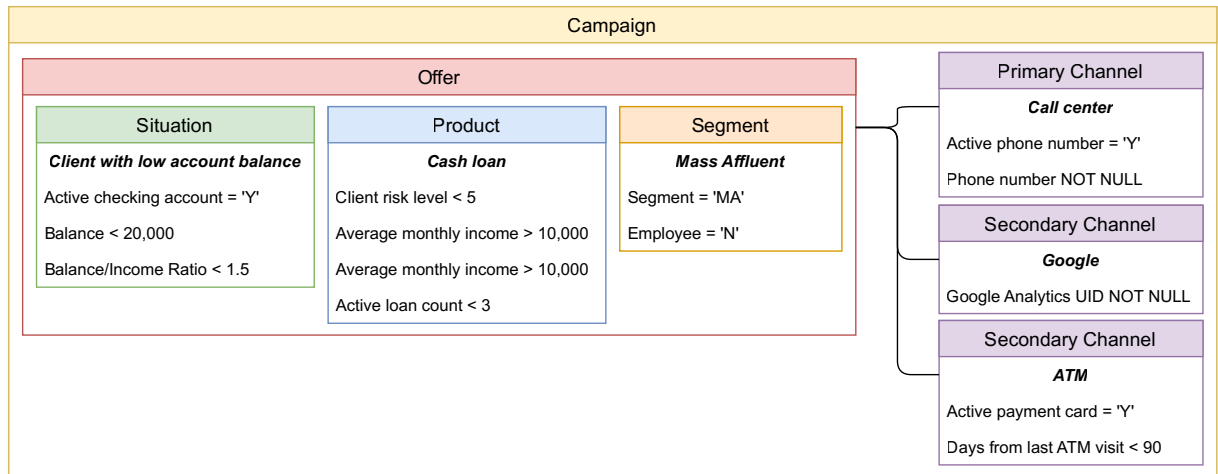 Campaign
Offer
Situation
Client with low account balance
Active checking account = 'Y'
Balance < 20,000
Balance/Income Ratio < 1.5
Product
Cash loan
Client risk level < 5
Average monthly income > 10,000
Average monthly income > 10,000
Active loan count < 3
Segment
Mass Affluent
Segment = 'MA'
Employee = 'N'
Primary Channel
Call center
Active phone number = 'Y'
Phone number NOT NULL
Secondary Channel
Google
Google Analytics UID NOT NULL
Secondary Channel
ATM
Active payment card = 'Y'
Days from last ATM visit < 90